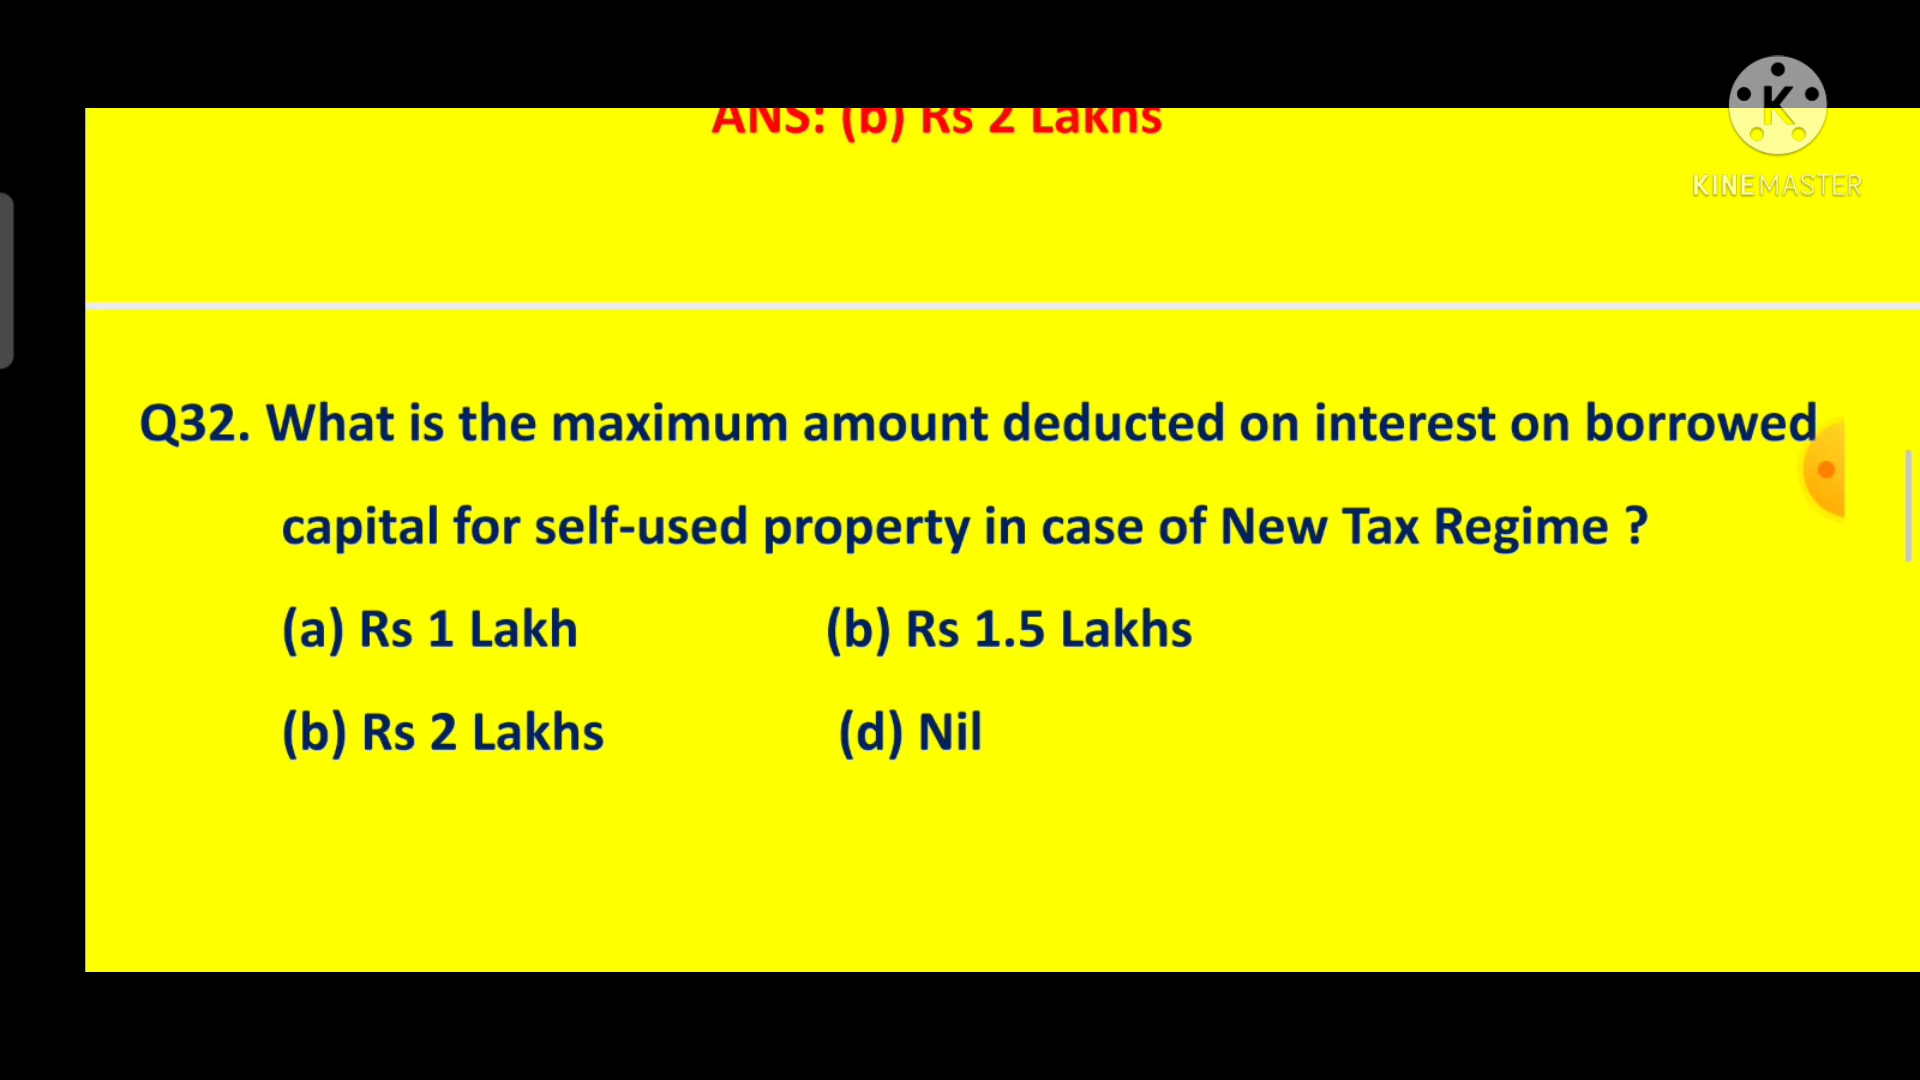 ANS: (b) Rs 2 Lakhs
K
KINEMASTER
Q32. What is the maximum amount deducted on interest on borrowed
capital for self-used property in case of New Tax Regime ?
(a) Rs 1 Lakh (b) Rs 1.5 Lakhs
(b) Rs 2 Lakhs (d) Nil